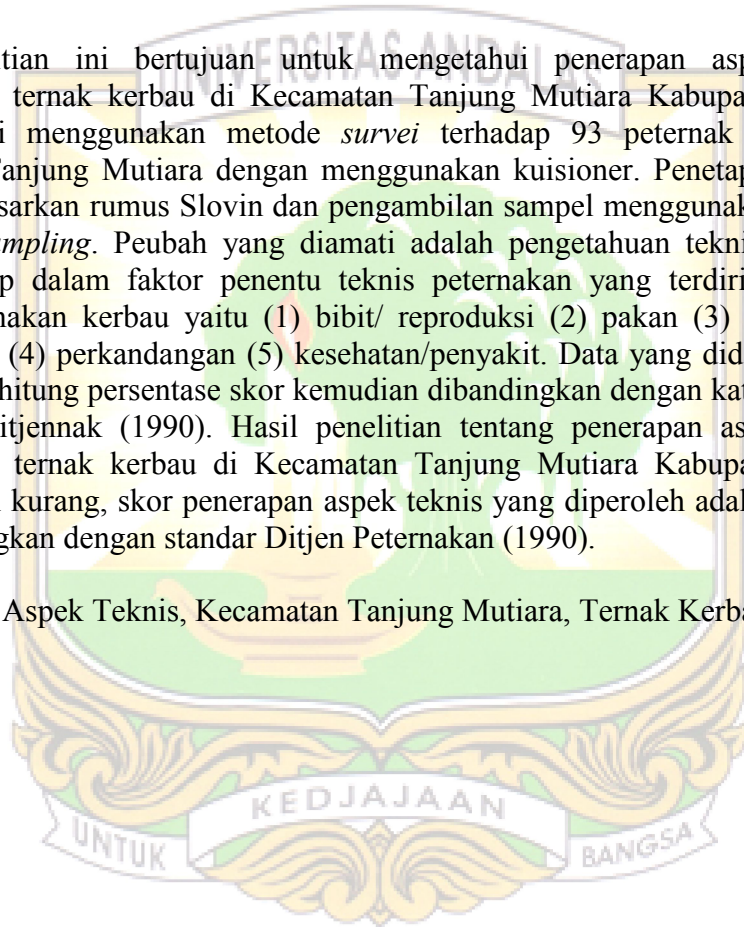 UNIVERSITAS ANDALAS
tian ini bertujuan untuk mengetahui penerapan asp
ternak kerbau di Kecamatan Tanjung Mutiara Kabupa
i menggunakan metode survei terhadap 93 peternak
Tanjung Mutiara dengan menggunakan kuisioner. Penetap
sarkan rumus Slovin dan pengambilan sampel menggunak
mpling. Peubah yang diamati adalah pengetahuan tekni
p dalam faktor penentu teknis peternakan yang terdiri
nakan kerbau yaitu (1) bibit/ reproduksi (2) pakan (3)
(4) perkandangan (5) kesehatan/penyakit. Data yang did
hitung persentase skor kemudian dibandingkan dengan kat
itjennak (1990). Hasil penelitian tentang penerapan as
ternak kerbau di Kecamatan Tanjung Mutiara Kabupa
kurang, skor penerapan aspek teknis yang diperoleh adal
gkan dengan standar Ditjen Peternakan (1990).
Aspek Teknis, Kecamatan Tanjung Mutiara, Ternak Kerba
UNTUK KEDJAJAAN BANGSA